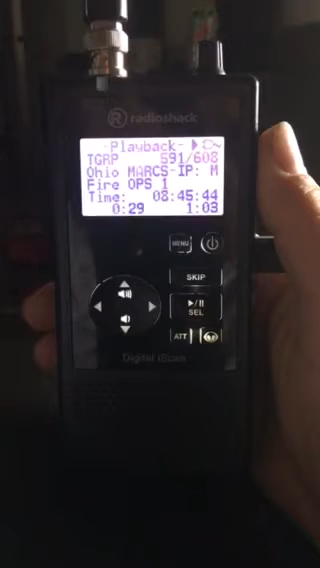 radioshack
-Playback-
TGRP 591/608
Ohio MARCS-IP: M
Fire OPS 1
Time: 08:45:44
0:29 1:03
MENU
SKIP
►/II
SEL
ATT
Digital iScan